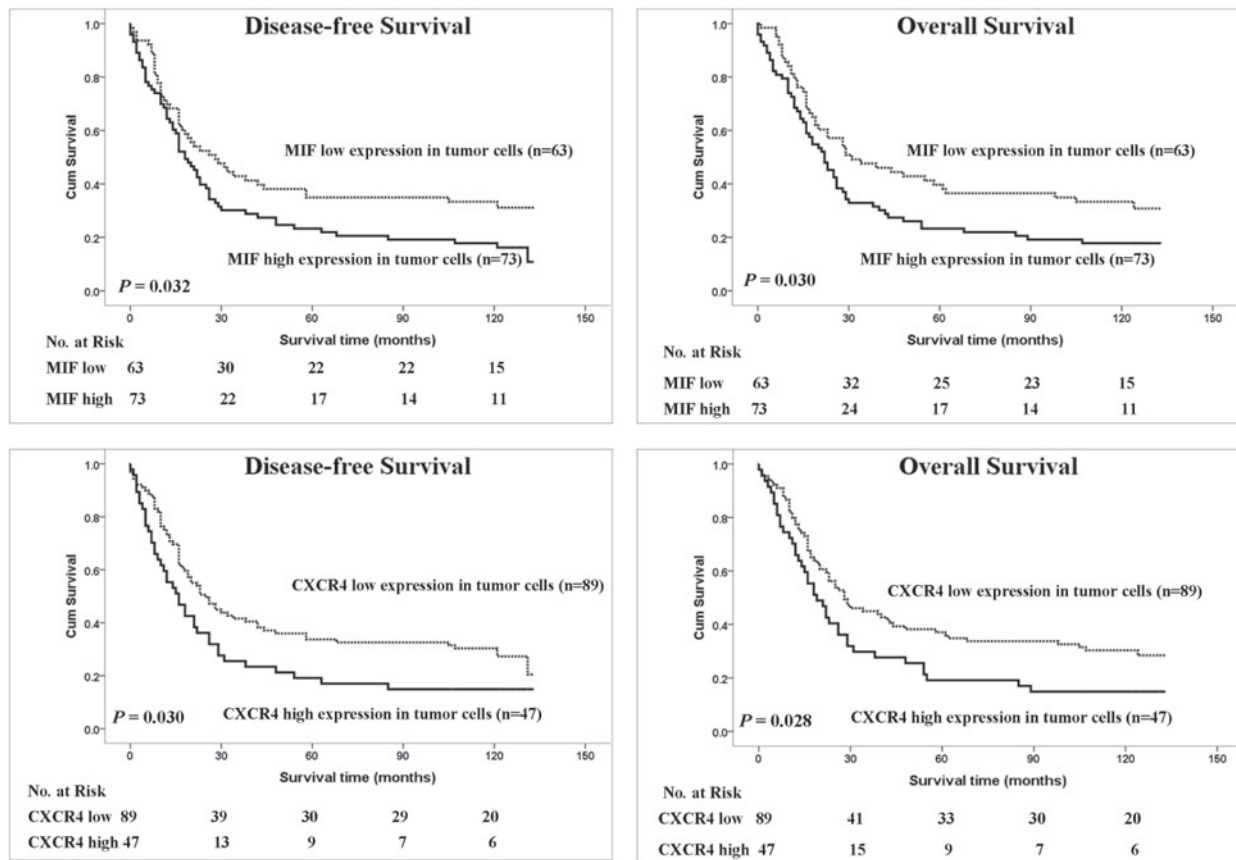 Disease-free Survival
1.0
0.8
0.6
0.4
0.2
0.0
Cum Survival
MIF low expression in tumor cells (n=63)
MIF high expression in tumor cells (n=73)
P = 0.032
0 30 60 90 120 150
Survival time (months)
No. at Risk
MIF low 63 30 22 22 15
MIF high 73 22 17 14 11
Overall Survival
1.0
0.8
0.6
0.4
0.2
0.0
Cum Survival
MIF low expression in tumor cells (n=63)
MIF high expression in tumor cells (n=73)
P = 0.030
0 30 60 90 120 150
Survival time (months)
No. at Risk
MIF low 63 32 25 23 15
MIF high 73 24 17 14 11
Disease-free Survival
1.0
0.8
0.6
0.4
0.2
0.0
Cum Survival
CXCR4 low expression in tumor cells (n=89)
CXCR4 high expression in tumor cells (n=47)
P = 0.030
0 30 60 90 120 150
Survival time (months)
No. at Risk
CXCR4 low 89 39 30 29 20
CXCR4 high 47 13 9 7 6
Overall Survival
1.0
0.8
0.6
0.4
0.2
0.0
Cum Survival
CXCR4 low expression in tumor cells (n=89)
CXCR4 high expression in tumor cells (n=47)
P = 0.028
0 30 60 90 120 150
Survival time (months)
No. at Risk
CXCR4 low 89 41 33 30 20
CXCR4 high 47 15 9 7 6